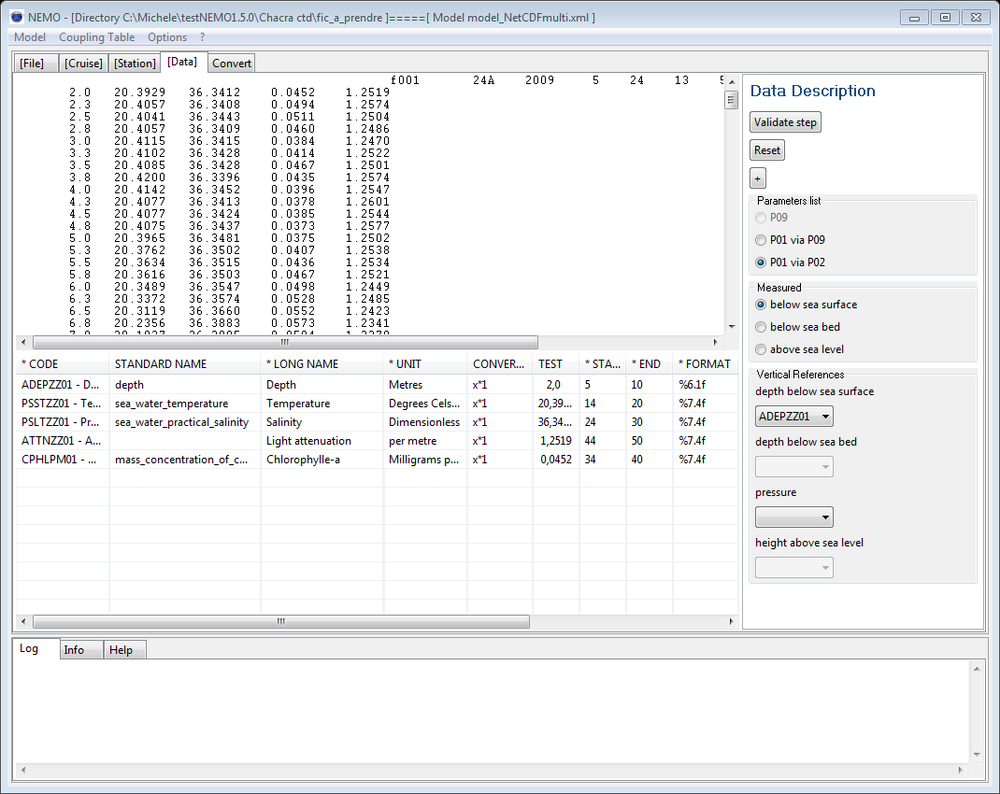 NEMO - [Directory C:\Michele\testNEMO1.5.0\Chacra ctd\fic_a_prendre ]=====[ Model model_NetCDFmulti.xml ]
Model Coupling Table Options ?
[File] [Cruise] [Station] [Data] Convert
f001 24A 2009 5 24 13
2.0 20.3929 36.3412 0.0452 1.2519
2.3 20.4057 36.3408 0.0494 1.2574
2.5 20.4041 36.3443 0.0511 1.2504
2.8 20.4057 36.3409 0.0460 1.2486
3.0 20.4115 36.3415 0.0384 1.2470
3.3 20.4102 36.3428 0.0414 1.2522
3.5 20.4085 36.3428 0.0467 1.2501
3.8 20.4200 36.3396 0.0435 1.2574
4.0 20.4142 36.3452 0.0396 1.2547
4.3 20.4077 36.3413 0.0378 1.2601
4.5 20.4077 36.3424 0.0385 1.2544
4.8 20.4075 36.3437 0.0373 1.2577
5.0 20.3965 36.3481 0.0375 1.2502
5.3 20.3762 36.3502 0.0407 1.2538
5.5 20.3634 36.3515 0.0436 1.2534
5.8 20.3616 36.3503 0.0467 1.2521
6.0 20.3489 36.3547 0.0498 1.2449
6.3 20.3372 36.3574 0.0528 1.2485
6.5 20.3119 36.3660 0.0552 1.2423
6.8 20.2356 36.3883 0.0573 1.2341
* CODE STANDARD NAME * LONG NAME * UNIT CONVER... TEST * STA... * END * FORMAT
ADEPZZ01 - D... depth Depth Metres x*1 2,0 5 10 %6.1f
PSSTZZ01 - Te... sea_water_temperature Temperature Degrees Cels... x*1 20,39... 14 20 %7.4f
PSLTZZ01 - Pr... sea_water_practical_salinity Salinity Dimensionless x*1 36,34... 24 30 %7.4f
ATTNZZ01 - A... Light attenuation per metre x*1 1,2519 44 50 %7.4f
CPHLPM01 - ... mass_concentration_of_c... Chlorophylle-a Milligrams p... x*1 0,0452 34 40 %7.4f
Data Description
Validate step
Reset
+
Parameters list
P09
P01 via P09
P01 via P02
Measured
below sea surface
below sea bed
above sea level
Vertical References
depth below sea surface
ADEPZZ01
depth below sea bed
pressure
height above sea level
Log Info Help